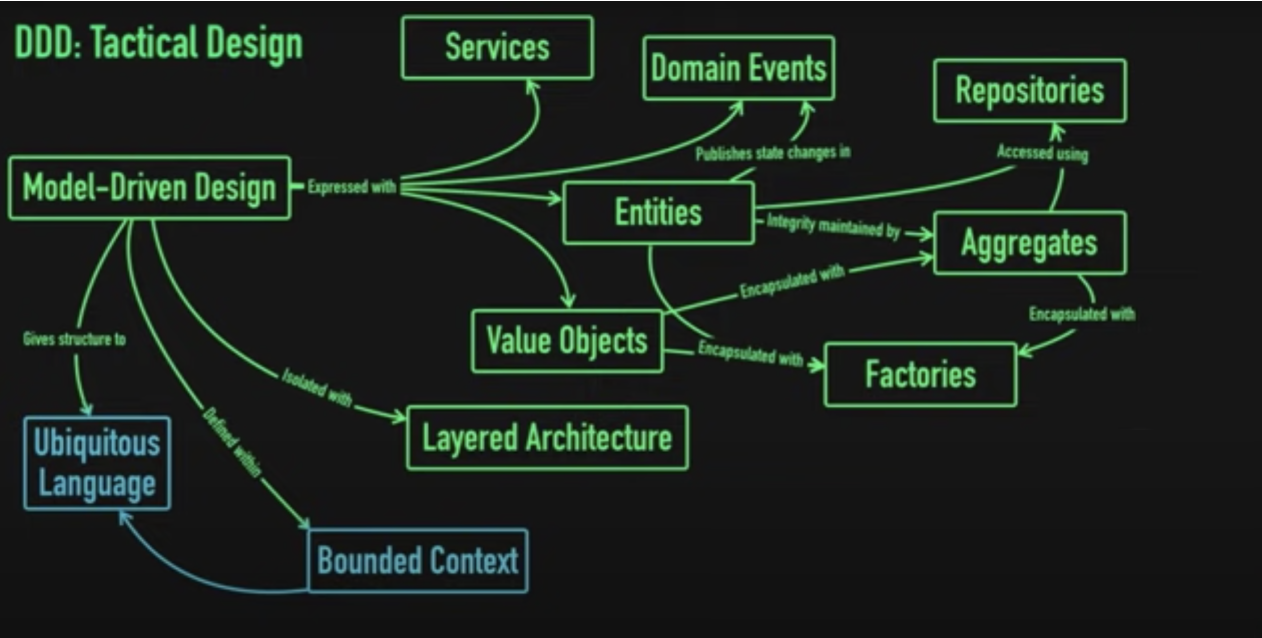 DDD: Tactical Design
Services
Domain Events
Repositories
Publishes state changes in
Accessed using
Model-Driven Design
Expressed with
Entities
Integrity maintained by
Aggregates
Encapsulated with
Encapsulated with
Gives structure to
Value Objects
Encapsulated with
Factories
Isolated with
Defined within
Layered Architecture
Ubiquitous
Language
Bounded Context